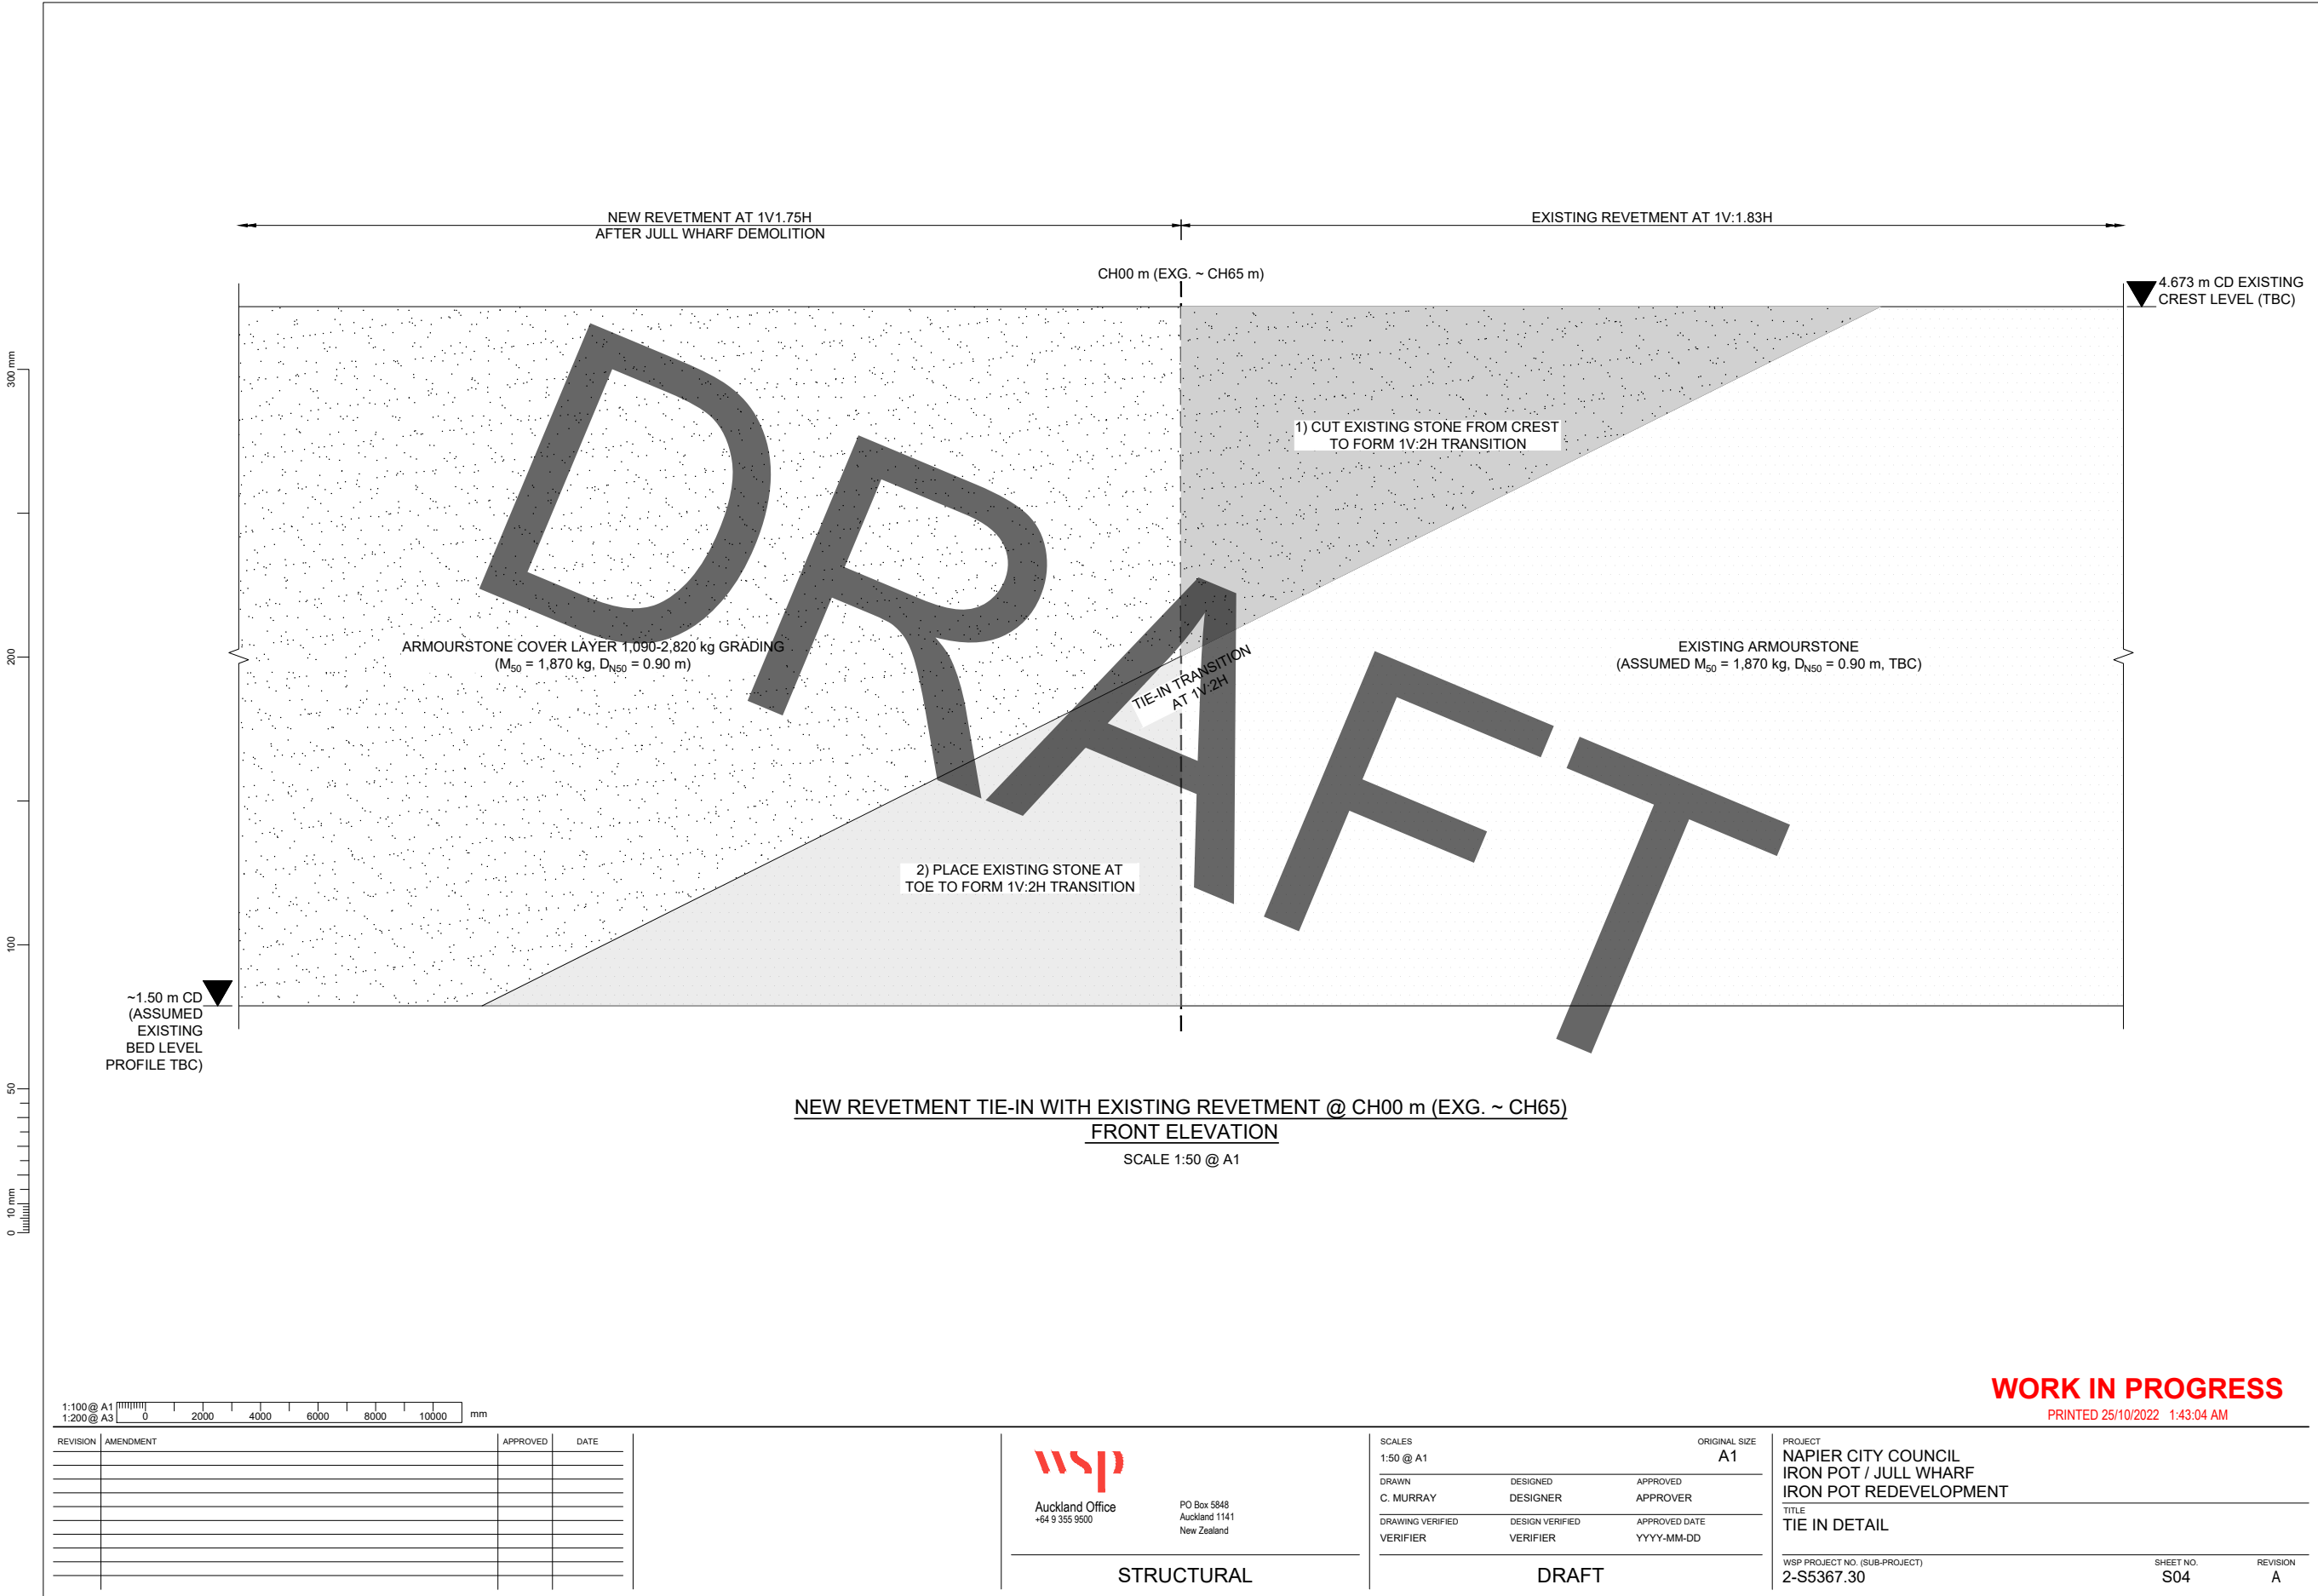 NEW REVETMENT AT 1V1.75H
AFTER JULL WHARF DEMOLITION
EXISTING REVETMENT AT 1V:1.83H
CH00 m (EXG. ~ CH65 m)
4.673 m CD EXISTING
CREST LEVEL (TBC)
300 mm
200
100
50
10 mm
0
1) CUT EXISTING STONE FROM CREST
TO FORM 1V:2H TRANSITION
DRAFT
ARMOURSTONE COVER LAYER 1,090-2,820 kg GRADING
(M50 = 1,870 kg, DN50 = 0.90 m)
TIE-IN TRANSITION
AT 1V:2H
EXISTING ARMOURSTONE
(ASSUMED M50 = 1,870 kg, DN50 = 0.90 m, TBC)
2) PLACE EXISTING STONE AT
TOE TO FORM 1V:2H TRANSITION
~1.50 m CD
(ASSUMED
EXISTING
BED LEVEL
PROFILE TBC)
NEW REVETMENT TIE-IN WITH EXISTING REVETMENT @ CH00 m (EXG. ~ CH65)
FRONT ELEVATION
SCALE 1:50 @ A1
WORK IN PROGRESS
PRINTED 25/10/2022 1:43:04 AM
1:100@ A1
1:200@ A3
0 2000 4000 6000 8000 10000 mm
REVISION AMENDMENT APPROVED DATE
wsp
Auckland Office
+64 9 355 9500
PO Box 5848
Auckland 1141
New Zealand
STRUCTURAL
SCALES
1:50 @ A1
ORIGINAL SIZE
A1
DRAWN DESIGNED APPROVED
C. MURRAY DESIGNER APPROVER
DRAWING VERIFIED DESIGN VERIFIED APPROVED DATE
VERIFIER VERIFIER YYYY-MM-DD
DRAFT
PROJECT
NAPIER CITY COUNCIL
IRON POT / JULL WHARF
IRON POT REDEVELOPMENT
TITLE
TIE IN DETAIL
WSP PROJECT NO. (SUB-PROJECT) SHEET NO. REVISION
2-S5367.30 S04 A